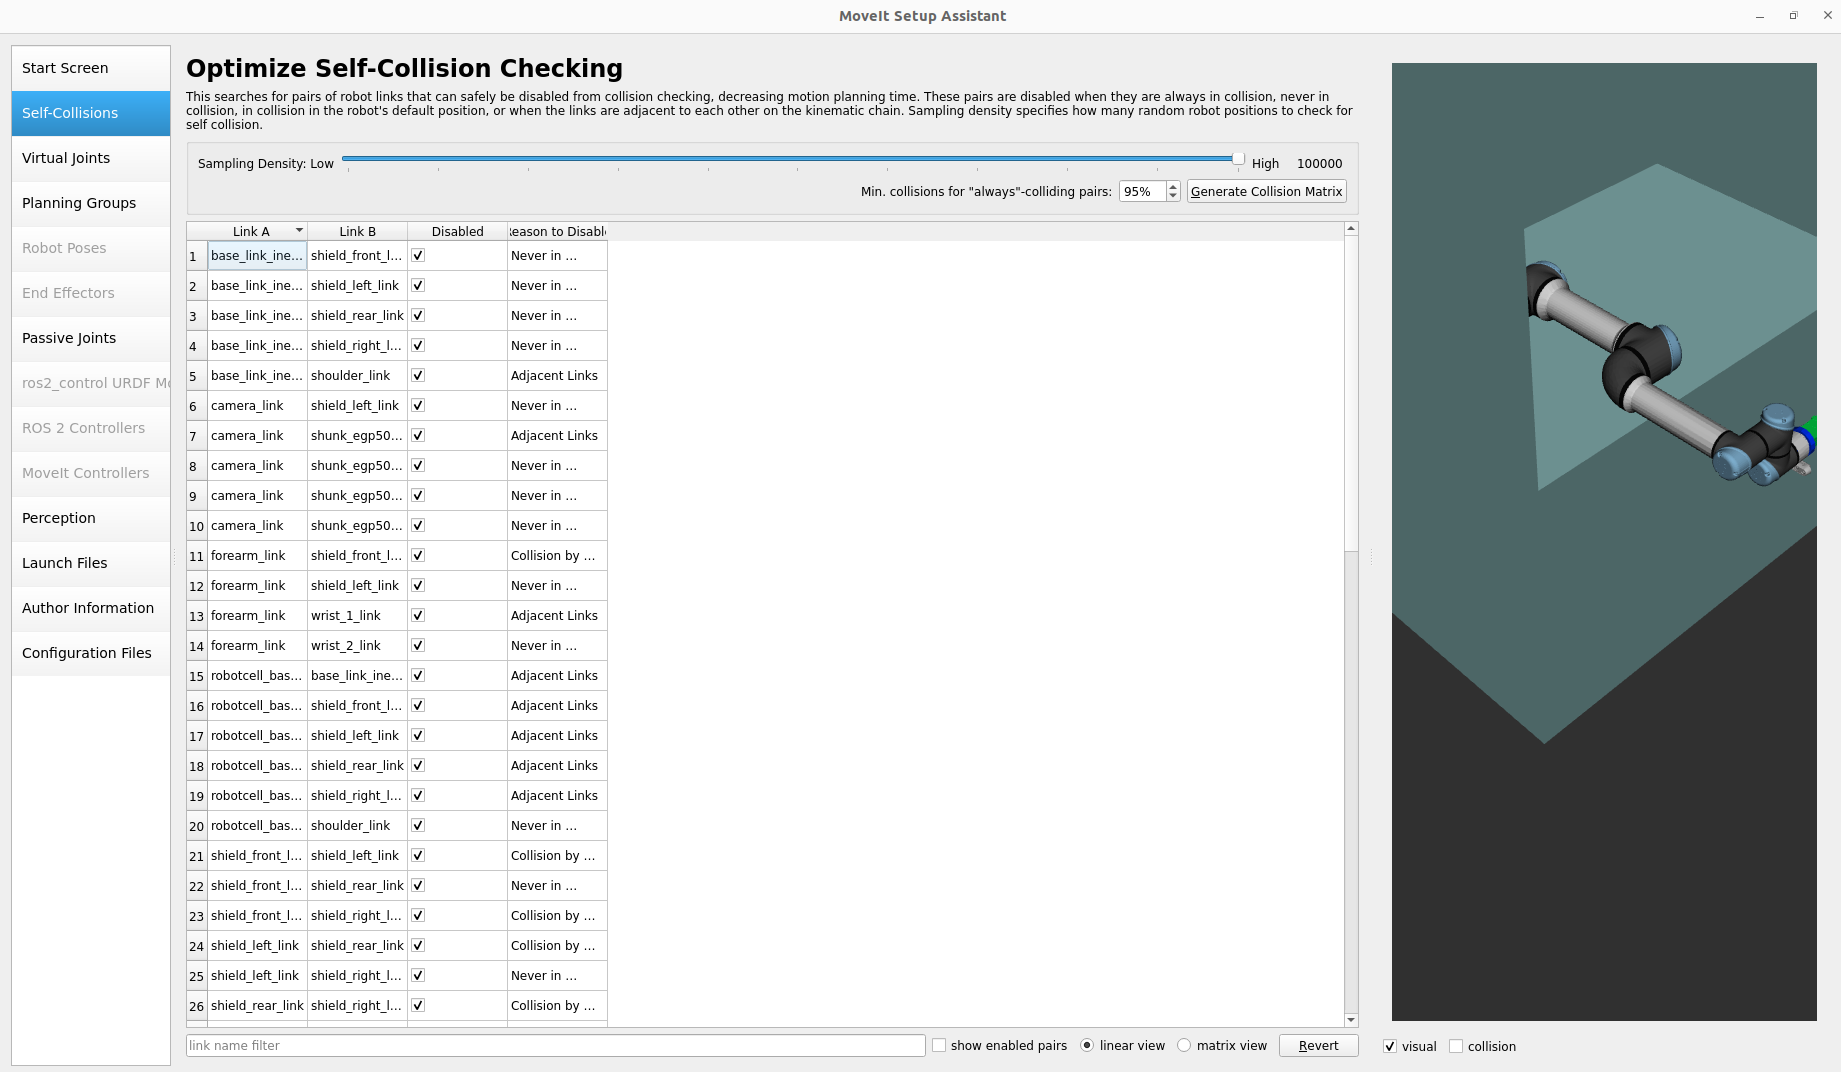 MoveIt Setup Assistant
Start Screen
Self-Collisions
Virtual Joints
Planning Groups
Robot Poses
End Effectors
Passive Joints
ros2_control URDF Mo
ROS 2 Controllers
MoveIt Controllers
Perception
Launch Files
Author Information
Configuration Files
Optimize Self-Collision Checking
This searches for pairs of robot links that can safely be disabled from collision checking, decreasing motion planning time. These pairs are disabled when they are always in collision, never in
collision, in collision in the robot's default position, or when the links are adjacent to each other on the kinematic chain. Sampling density specifies how many random robot positions to check for
self collision.
Sampling Density: Low High 100000
Min. collisions for "always"-colliding pairs: 95% Generate Collision Matrix
Link A Link B Disabled Reason to Disable
1 base_link_ine... shield_front_l... Never in ...
2 base_link_ine... shield_left_link Never in ...
3 base_link_ine... shield_rear_link Never in ...
4 base_link_ine... shield_right_l... Never in ...
5 base_link_ine... shoulder_link Adjacent Links
6 camera_link shield_left_link Never in ...
7 camera_link shunk_egp50... Adjacent Links
8 camera_link shunk_egp50... Never in ...
9 camera_link shunk_egp50... Never in ...
10 camera_link shunk_egp50... Never in ...
11 forearm_link shield_front_l... Collision by ...
12 forearm_link shield_left_link Never in ...
13 forearm_link wrist_1_link Adjacent Links
14 forearm_link wrist_2_link Never in ...
15 robotcell_bas... base_link_ine... Adjacent Links
16 robotcell_bas... shield_front_l... Adjacent Links
17 robotcell_bas... shield_left_link Adjacent Links
18 robotcell_bas... shield_rear_link Adjacent Links
19 robotcell_bas... shield_right_l... Adjacent Links
20 robotcell_bas... shoulder_link Never in ...
21 shield_front_l... shield_left_link Collision by ...
22 shield_front_l... shield_rear_link Never in ...
23 shield_front_l... shield_right_l... Collision by ...
24 shield_left_link shield_rear_link Collision by ...
25 shield_left_link shield_right_l... Never in ...
26 shield_rear_link shield_right_l... Collision by ...
link name filter show enabled pairs linear view matrix view Revert
visual collision